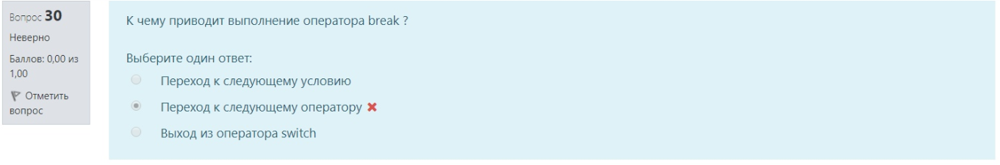 Вопрос 30
Неверно
Баллов: 0,00 из
1,00
Отметить
вопрос
К чему приводит выполнение оператора break ?
Выберите один ответ:
Переход к следующему условию
Переход к следующему оператору
Выход из оператора switch